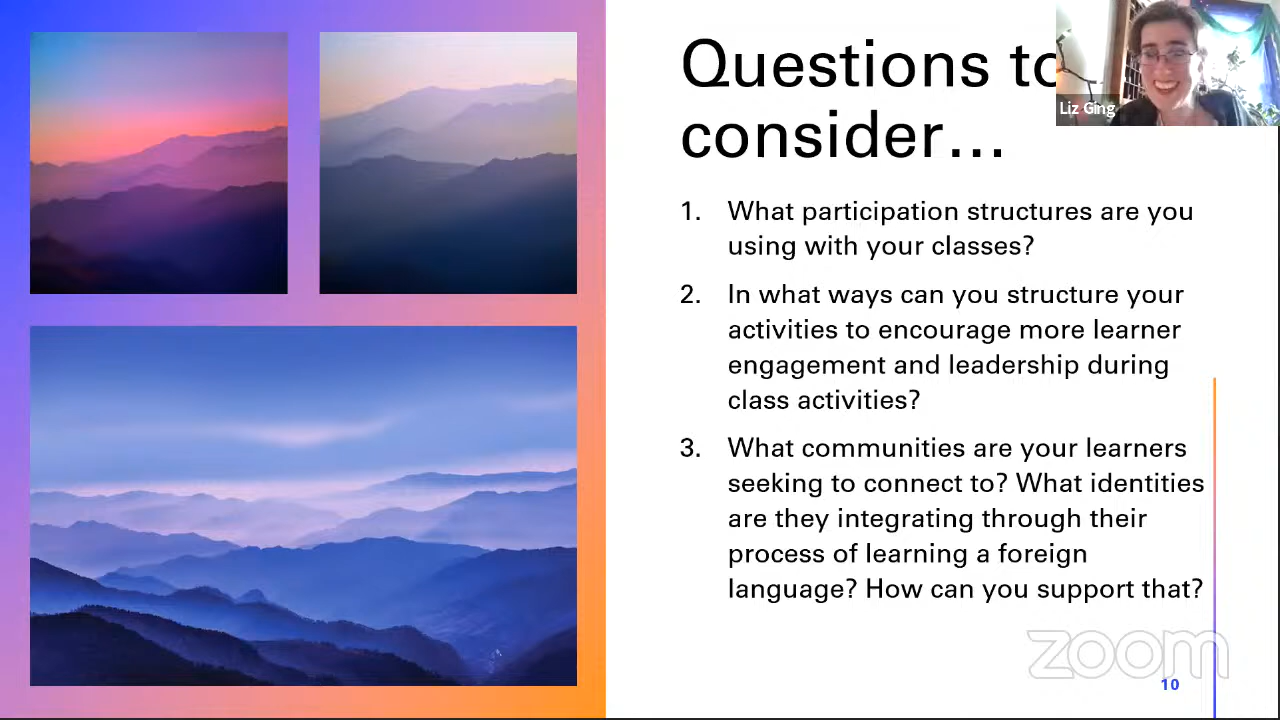 Questions to
consider...
Liz Ging
1. What participation structures are you
using with your classes?
2. In what ways can you structure your
activities to encourage more learner
engagement and leadership during
class activities?
3. What communities are your learners
seeking to connect to? What identities
are they integrating through their
process of learning a foreign
language? How can you support that?
zoom
10